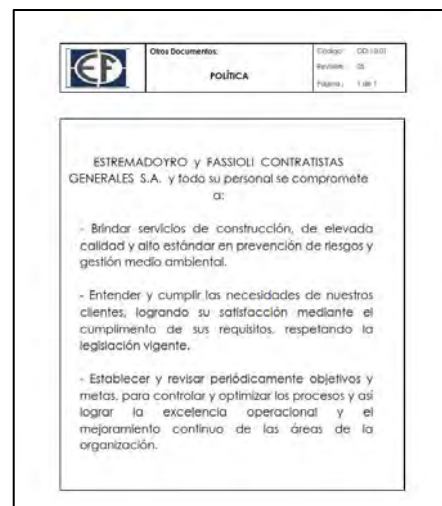 EF
Otros Documentos:
POLÍTICA
Código:
Revisión: 05
Página: 1 de 1
ESTREMADOYRO y FASSIOLI CONTRATISTAS
GENERALES S.A. y todo su personal se compromete
a:
- Brindar servicios de construcción, de elevada
calidad y alto estándar en prevención de riesgos y
gestión medio ambiental.
- Entender y cumplir las necesidades de nuestros
clientes, logrando su satisfacción mediante el
cumplimento de sus requisitos, respetando la
legislación vigente.
- Establecer y revisar periódicamente objetivos y
metas, para controlar y optimizar los procesos y así
lograr la excelencia operacional y el
mejoramiento continuo de las áreas de la
organización.